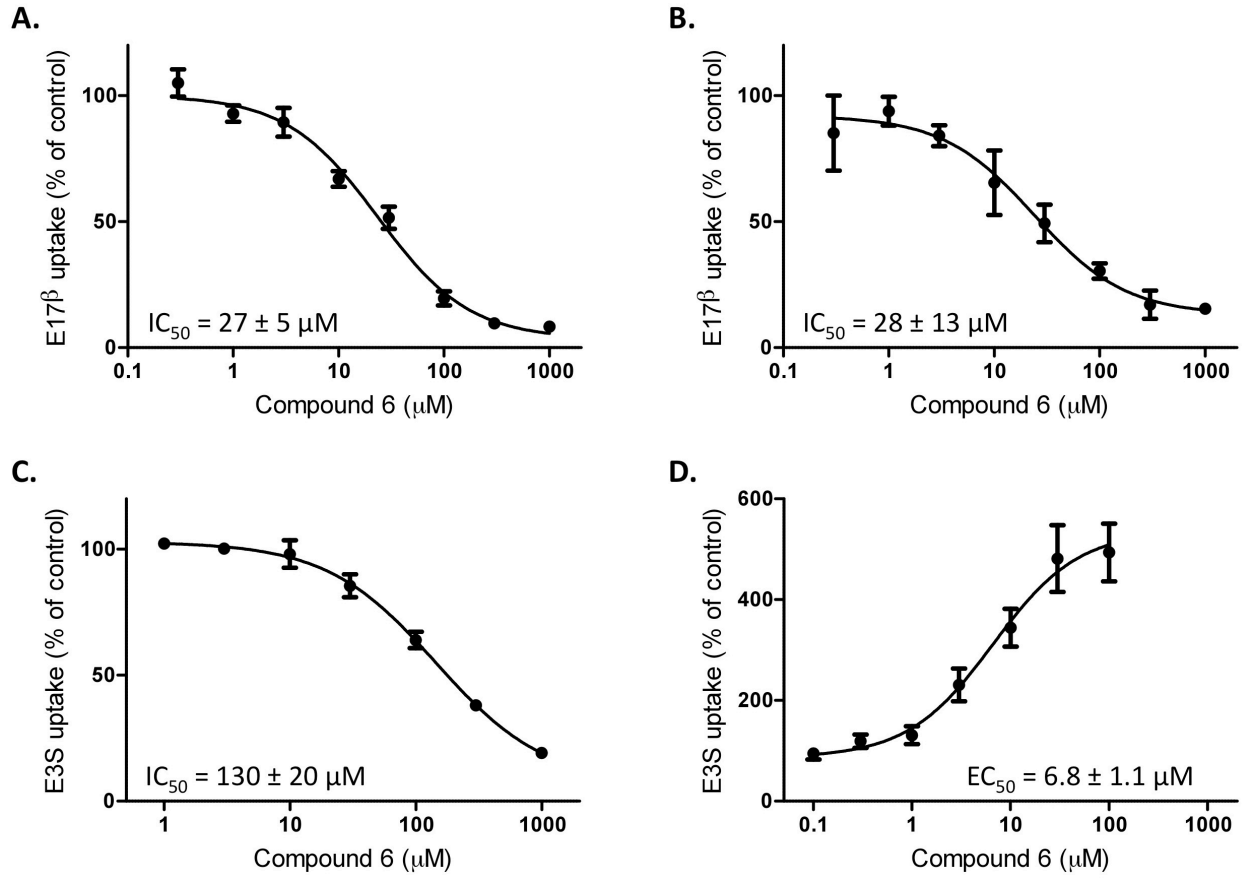 A.
E17β uptake (% of control)
100
50
0
IC50 = 27 ± 5 μM
0.1 1 10 100 1000
Compound 6 (μM)
B.
E17β uptake (% of control)
100
50
0
IC50 = 28 ± 13 μM
0.1 1 10 100 1000
Compound 6 (μM)
C.
E3S uptake (% of control)
100
50
0
IC50 = 130 ± 20 μM
1 10 100 1000
Compound 6 (μM)
D.
E3S uptake (% of control)
600
400
200
0
EC50 = 6.8 ± 1.1 μM
0.1 1 10 100 1000
Compound 6 (μM)